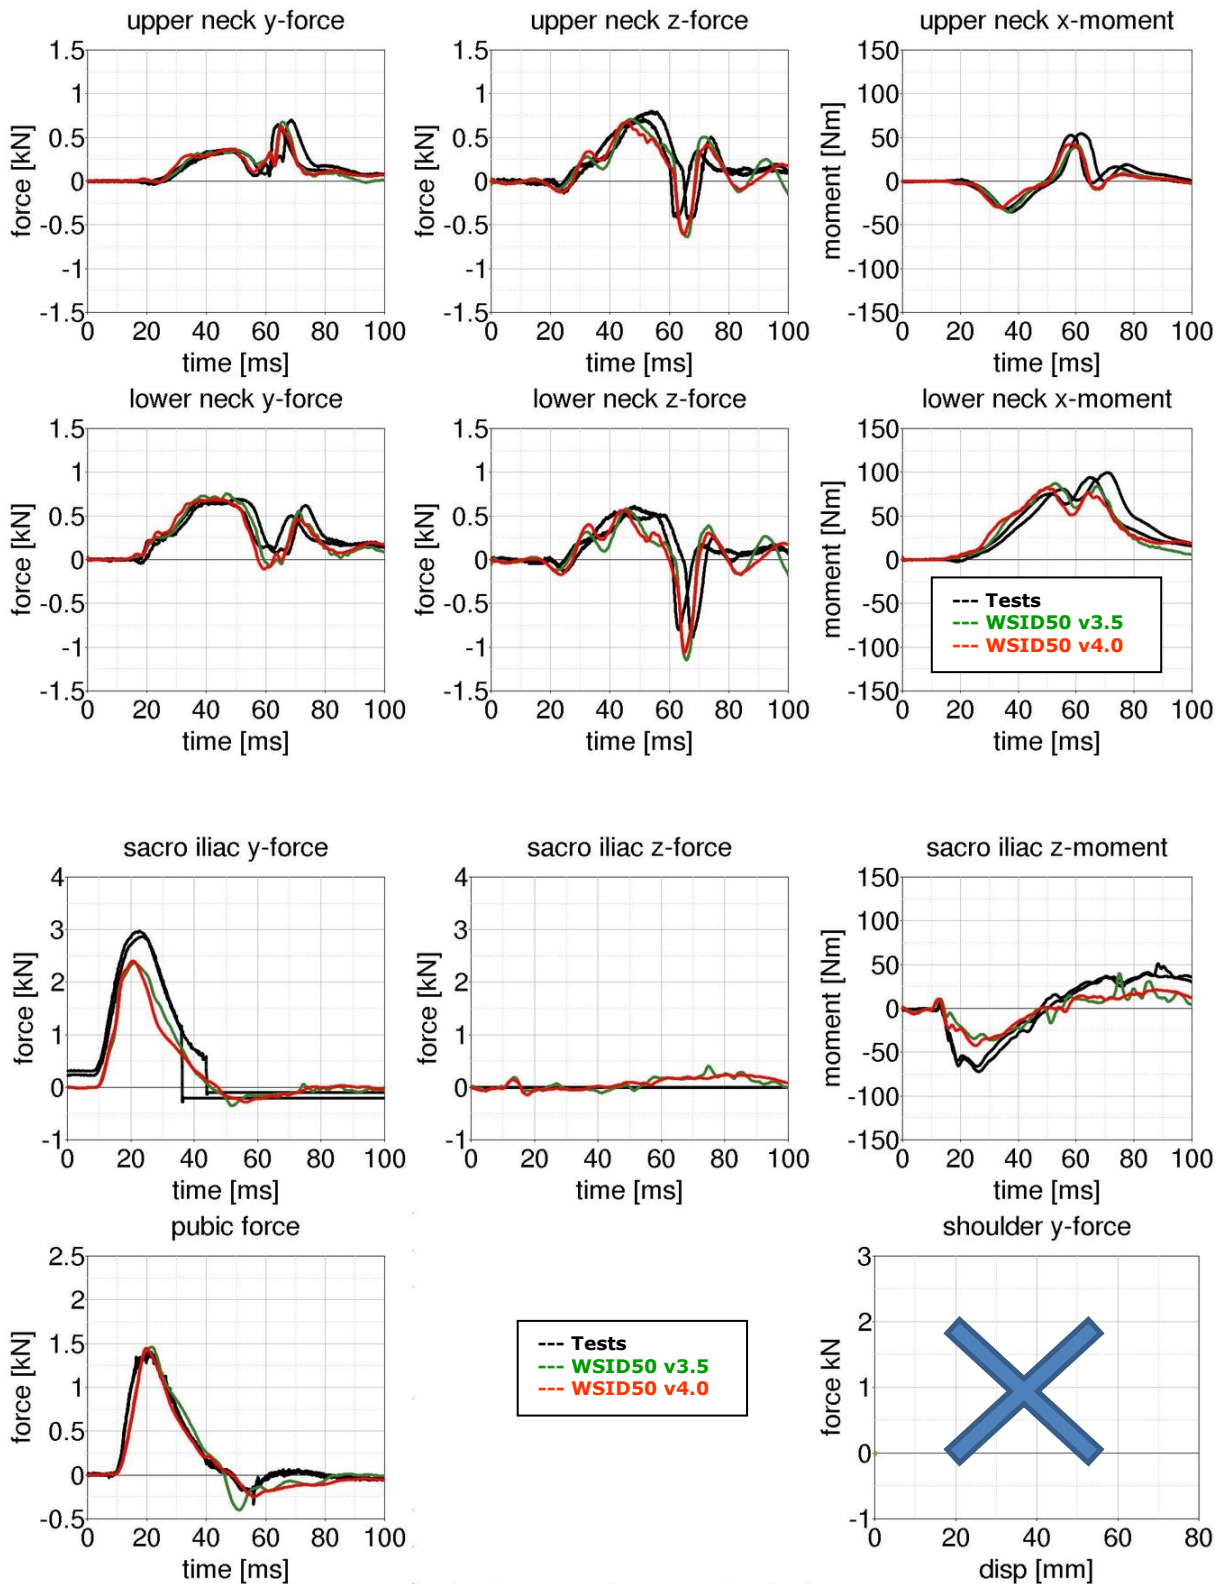 upper neck y-force
upper neck z-force
upper neck x-moment
1.5
1
0.5
0
-0.5
-1
-1.5
force [kN]
0 20 40 60 80 100
time [ms]
1.5
1
0.5
0
-0.5
-1
-1.5
force [kN]
0 20 40 60 80 100
time [ms]
150
100
50
0
-50
-100
-150
moment [Nm]
0 20 40 60 80 100
time [ms]
lower neck y-force
lower neck z-force
lower neck x-moment
1.5
1
0.5
0
-0.5
-1
-1.5
force [kN]
0 20 40 60 80 100
time [ms]
1.5
1
0.5
0
-0.5
-1
-1.5
force [kN]
0 20 40 60 80 100
time [ms]
150
100
50
0
-50
-100
-150
moment [Nm]
--- Tests
--- WSID50 v3.5
--- WSID50 v4.0
0 20 40 60 80 100
time [ms]
sacro iliac y-force
sacro iliac z-force
sacro iliac z-moment
4
3
2
1
0
-1
force [kN]
0 20 40 60 80 100
time [ms]
4
3
2
1
0
-1
force [kN]
0 20 40 60 80 100
time [ms]
150
100
50
0
-50
-100
-150
moment [Nm]
0 20 40 60 80 100
time [ms]
pubic force
shoulder y-force
2.5
2
1.5
1
0.5
0
-0.5
force [kN]
0 20 40 60 80 100
time [ms]
--- Tests
--- WSID50 v3.5
--- WSID50 v4.0
3
2
1
0
-1
force kN
0 20 40 60 80
disp [mm]